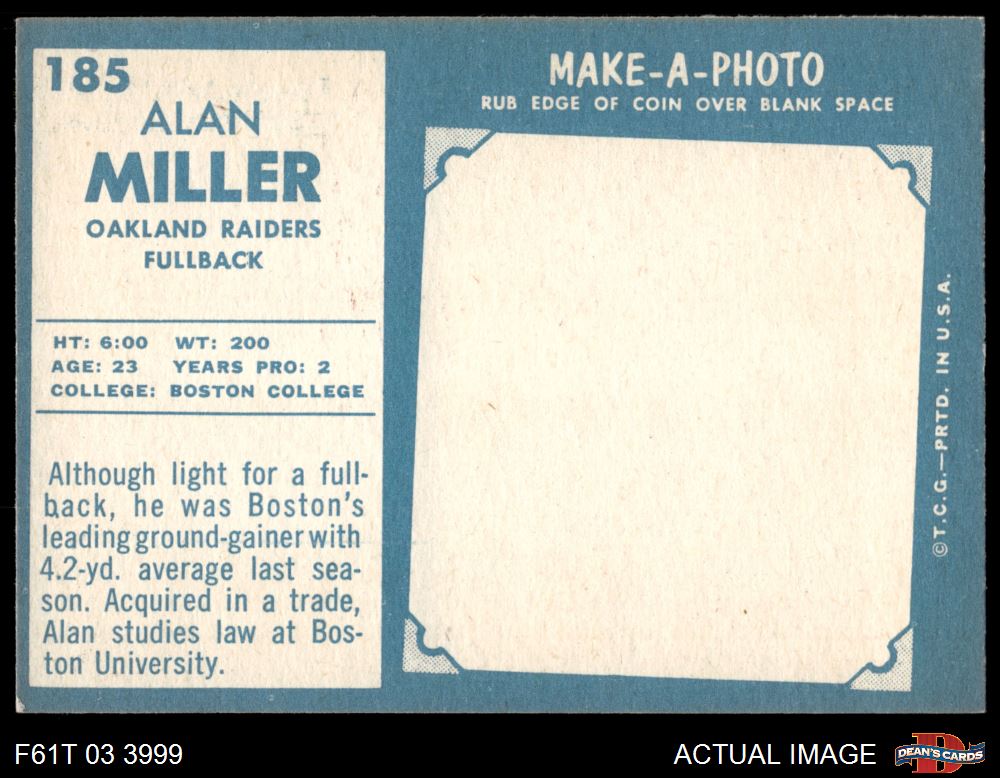 185
ALAN
MILLER
OAKLAND RAIDERS
FULLBACK
HT: 6:00 WT: 200
AGE: 23 YEARS PRO: 2
COLLEGE: BOSTON COLLEGE
Although light for a full-
back, he was Boston's
leading ground-gainer with
4.2-yd. average last sea-
son. Acquired in a trade,
Alan studies law at Bos-
ton University.
MAKE-A-PHOTO
RUB EDGE OF COIN OVER BLANK SPACE
©T.C.G.—PRTD. IN U.S.A.
F61T 03 3999
ACTUAL IMAGE
DEAN'S CARDS